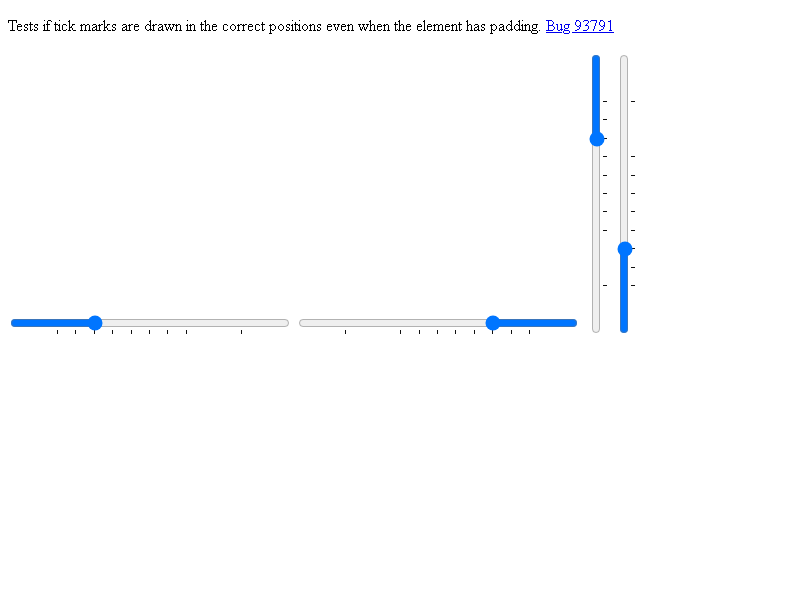 Tests if tick marks are drawn in the correct positions even when the element has padding. Bug 93791